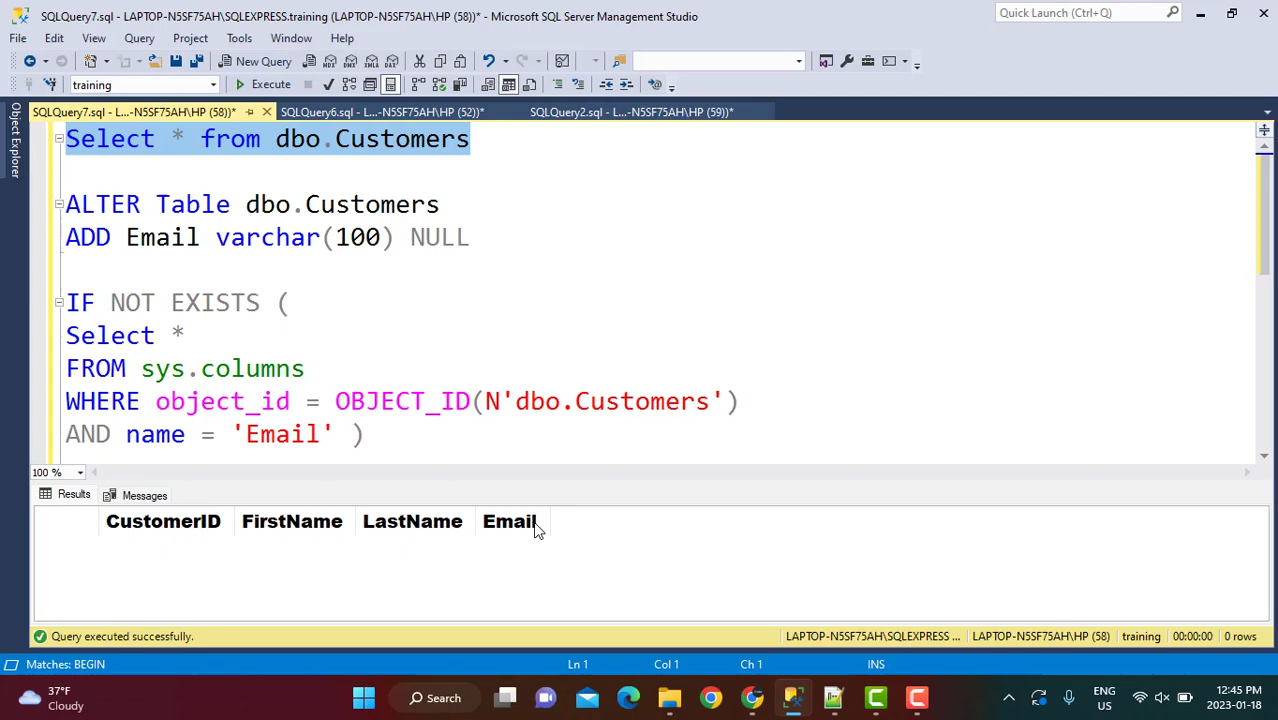 SQLQuery7.sql - LAPTOP-N5SF75AH\SQLEXPRESS.training (LAPTOP-N5SF75AH\HP (58))* - Microsoft SQL Server Management Studio
Quick Launch (Ctrl+Q)
File Edit View Query Project Tools Window Help
New Query
training
Execute
SQLQuery7.sql - L...-N5SF75AH\HP (58))* SQLQuery6.sql - L...-N5SF75AH\HP (52))* SQLQuery2.sql - L...-N5SF75AH\HP (59))*
Object Explorer
Select * from dbo.Customers
ALTER Table dbo.Customers
ADD Email varchar(100) NULL
IF NOT EXISTS (
Select *
FROM sys.columns
WHERE object_id = OBJECT_ID(N'dbo.Customers')
AND name = 'Email' )
100 %
Results Messages
CustomerID FirstName LastName Email
Query executed successfully. LAPTOP-N5SF75AH\SQLEXPRESS ... LAPTOP-N5SF75AH\HP (58) training 00:00:00 0 rows
Matches: BEGIN Ln 1 Col 1 Ch 1 INS
37°F
Cloudy
Search
ENG
US
12:45 PM
2023-01-18